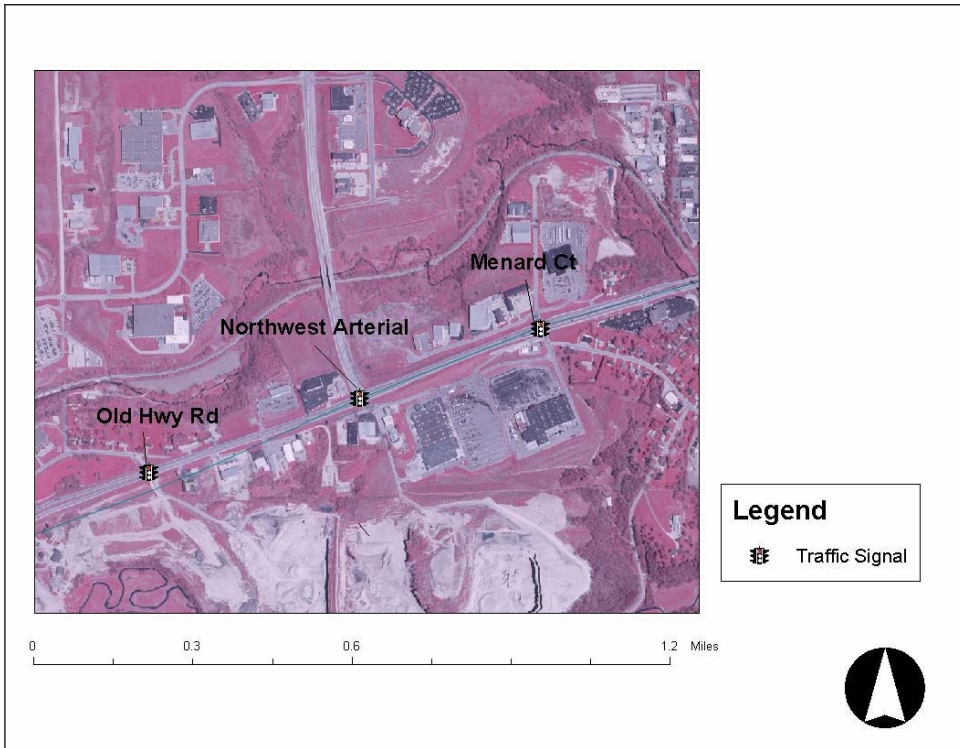 Menard Ct
Northwest Arterial
Old Hwy Rd
Legend
Traffic Signal
0 0.3 0.6 1.2 Miles